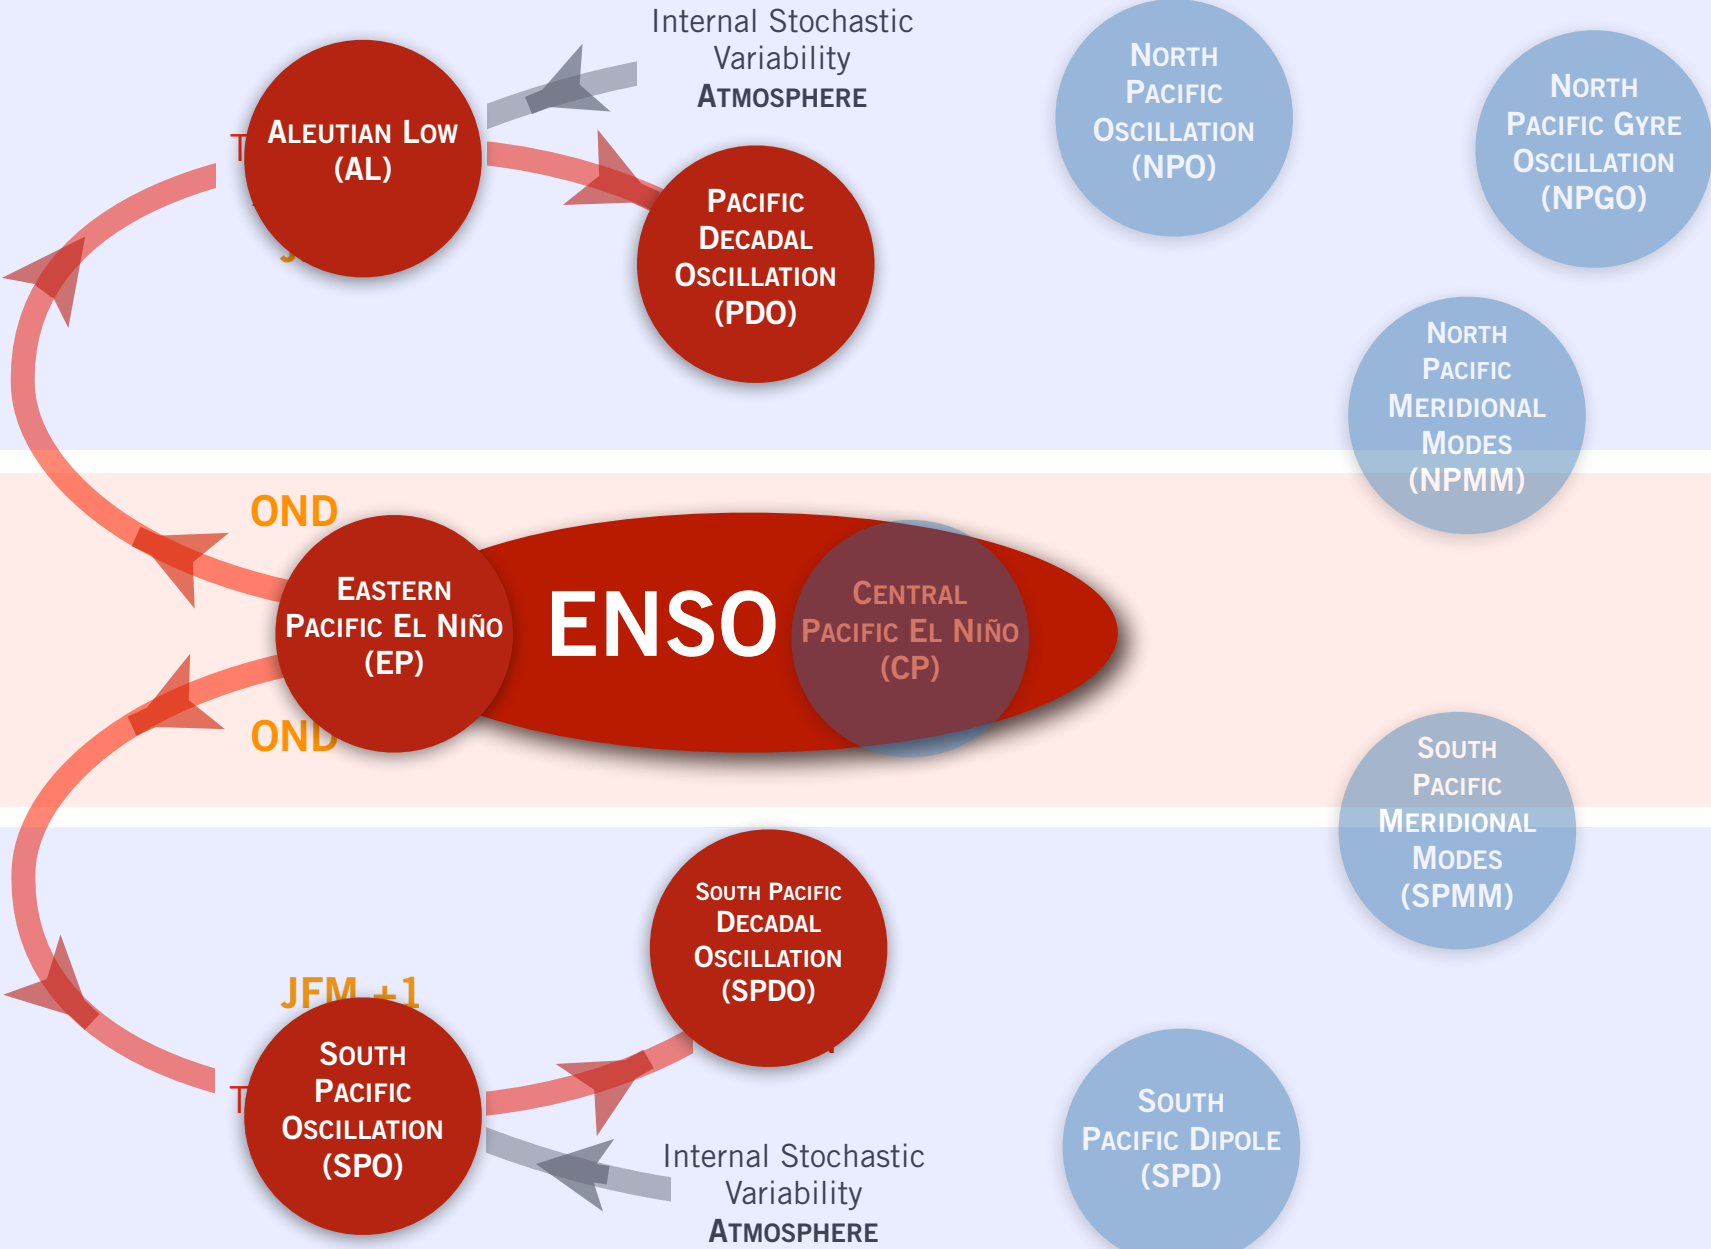 Internal Stochastic
Variability
ATMOSPHERE
ALEUTIAN LOW
(AL)
PACIFIC
DECADAL
OSCILLATION
(PDO)
NORTH
PACIFIC
OSCILLATION
(NPO)
NORTH
PACIFIC GYRE
OSCILLATION
(NPGO)
NORTH
PACIFIC
MERIDIONAL
MODES
(NPMM)
OND
EASTERN
PACIFIC EL NIÑO
(EP)
ENSO
CENTRAL
PACIFIC EL NIÑO
(CP)
OND
SOUTH
PACIFIC
MERIDIONAL
MODES
(SPMM)
SOUTH PACIFIC
DECADAL
OSCILLATION
(SPDO)
JFM +1
SOUTH
PACIFIC
OSCILLATION
(SPO)
Internal Stochastic
Variability
ATMOSPHERE
SOUTH
PACIFIC DIPOLE
(SPD)